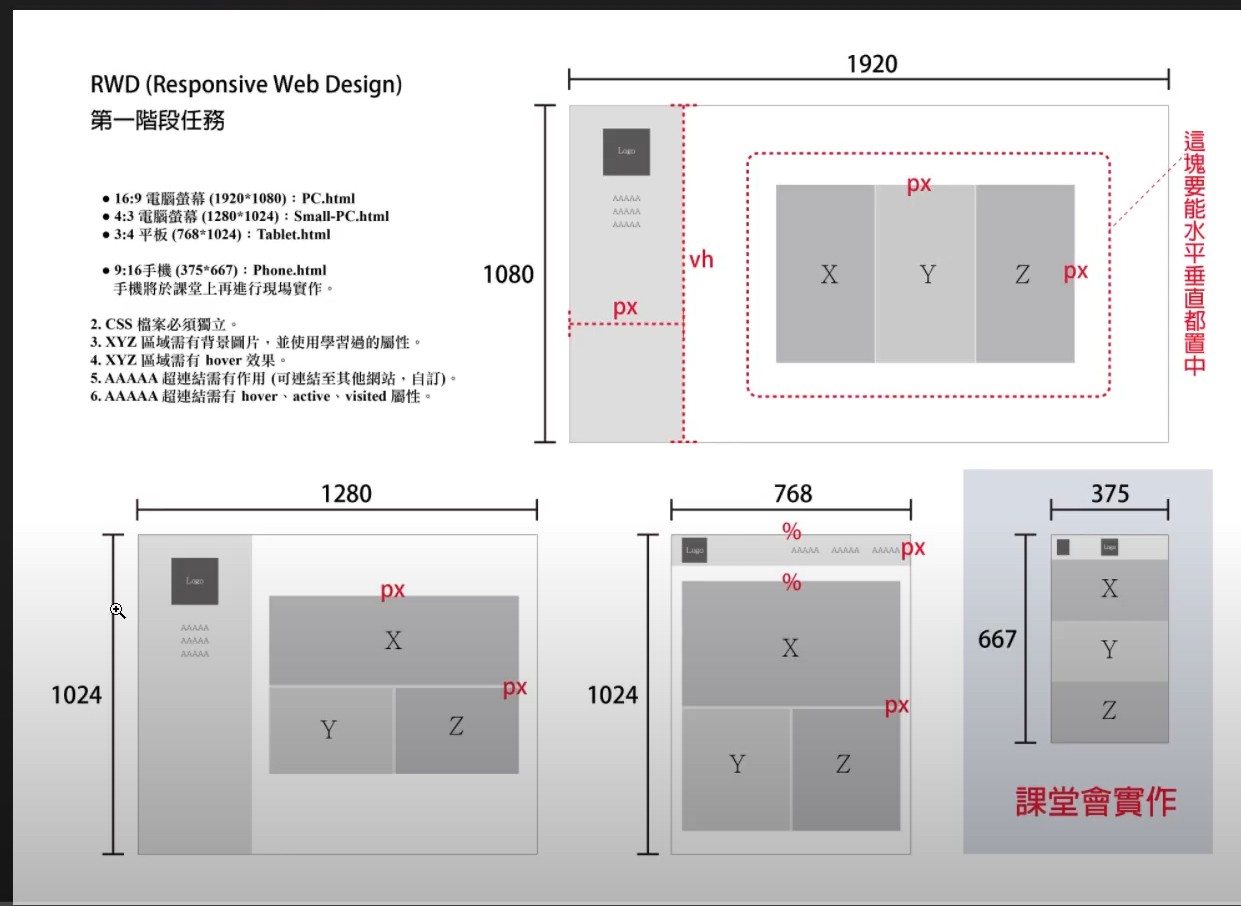 RWD (Responsive Web Design)
第一階段任務
● 16:9 電腦螢幕 (1920*1080)：PC.html
● 4:3 電腦螢幕 (1280*1024)：Small-PC.html
● 3:4 平板 (768*1024)：Tablet.html
● 9:16手機 (375*667)：Phone.html
手機將於課堂上再進行現場實作。
2. CSS 檔案必須獨立。
3. XYZ 區域需有背景圖片，並使用學習過的屬性。
4. XYZ 區域需有 hover 效果。
5. AAAAA 超連結需有作用 (可連結至其他網站，自訂)。
6. AAAAA 超連結需有 hover、active、visited 屬性。
1920
1080
Logo
AAAAA
AAAAA
AAAAA
px
vh
px
X
Y
Z
px
這塊要能水平垂直都置中
1280
1024
Logo
AAAAA
AAAAA
AAAAA
px
X
px
Y
Z
768
1024
%
Logo
AAAAA AAAAA AAAAA
px
%
X
px
Y
Z
375
667
Logo
X
Y
Z
課堂會實作